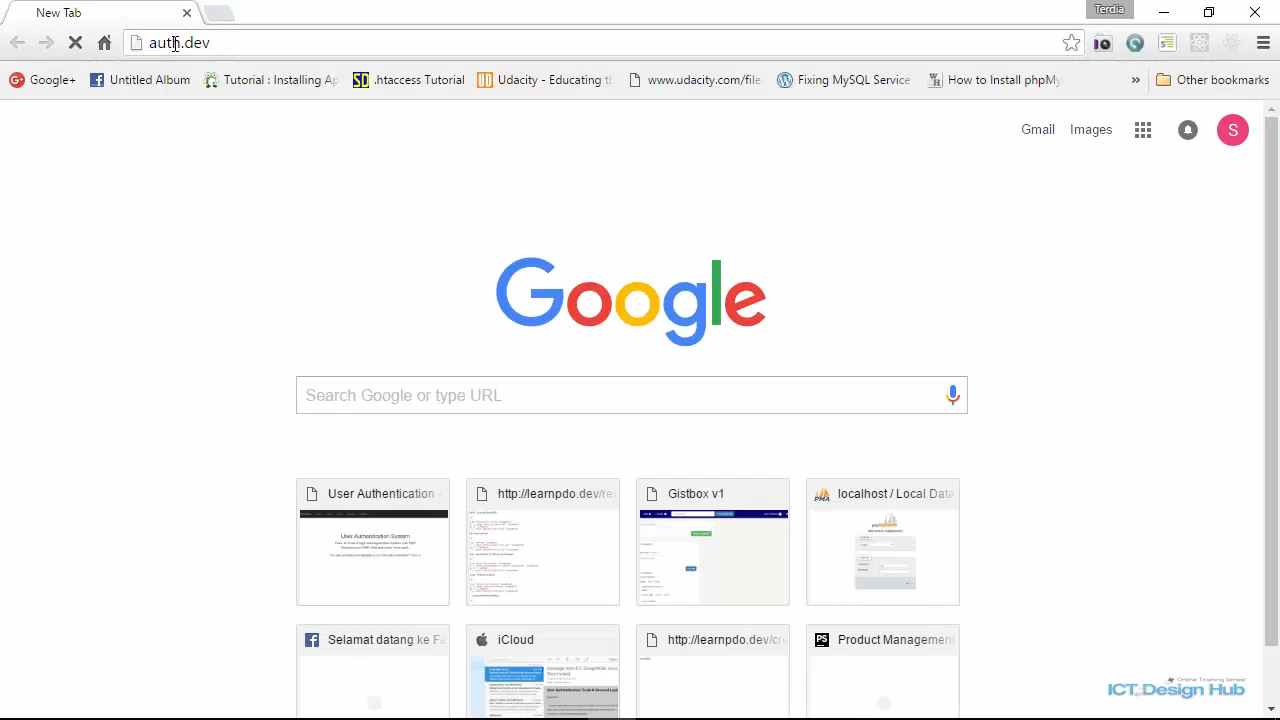 New Tab
Terdia
auth.dev
Google+
Untitled Album
Tutorial : Installing Ap
.htaccess Tutorial
Udacity - Educating th
www.udacity.com/file
Fixing MySQL Service
How to Install phpMy
»
Other bookmarks
Gmail
Images
S
Google
Search Google or type URL
User Authentication -
http://learnpdo.dev/re
Gistbox v1
localhost / Local Data
User Authentication System
Selamat datang ke Fa
iCloud
http://learnpdo.dev/cre
Product Management
ICT Design Hub